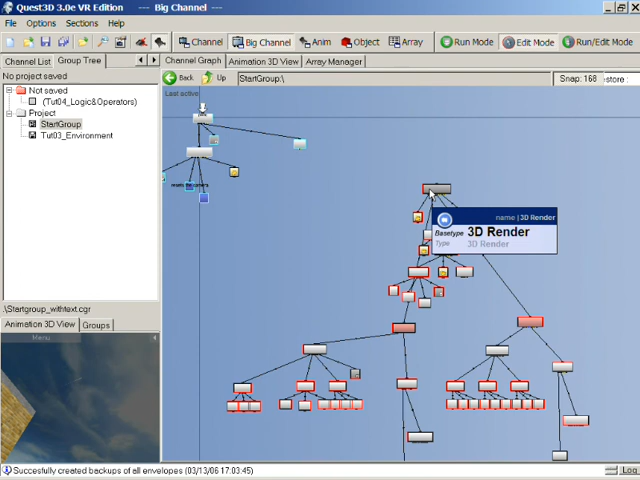 Quest3D 3.0e VR Edition -- Big Channel --
File Options Sections Help
Channel Big Channel Anim Object Array Run Mode Edit Mode Run/Edit Mode
Channel List Group Tree Channel Graph Animation 3D View Array Manager
No project saved
Back Up StartGroup:\ Snap: 168 store :
Not saved
(Tut04_Logic&Operators)
Project
StartGroup
Tut03_Environment
Last active
name | 3D Render
Basetype 3D Render
Type 3D Render
.\Startgroup_withtext.cgr
Animation 3D View Groups
Menu
Succesfully created backups of all envelopes (03/13/06 17:03:45)
Log